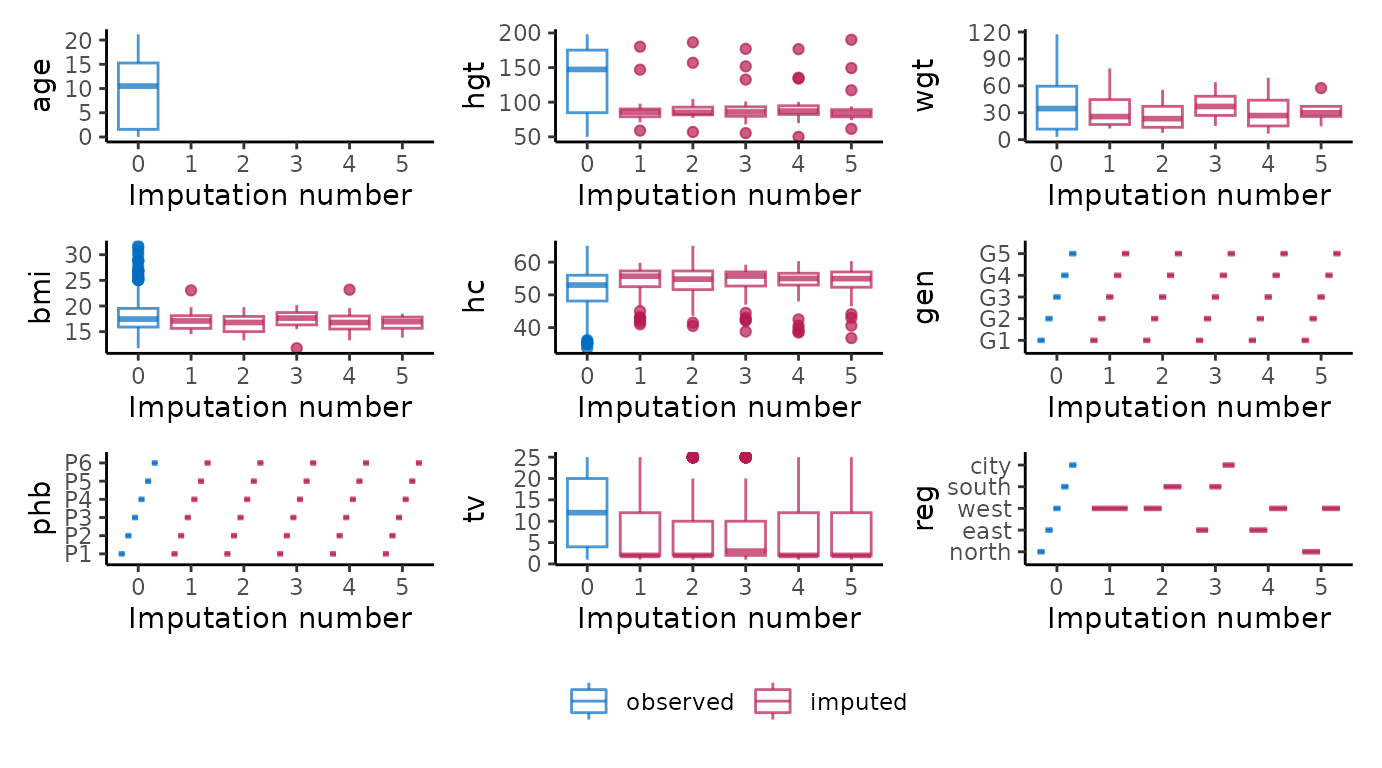 age
20
15
10
5
0
0 1 2 3 4 5
Imputation number
hgt
200
150
100
50
0 1 2 3 4 5
Imputation number
wgt
120
90
60
30
0
0 1 2 3 4 5
Imputation number
bmi
30
25
20
15
0 1 2 3 4 5
Imputation number
hc
60
50
40
0 1 2 3 4 5
Imputation number
gen
G5
G4
G3
G2
G1
0 1 2 3 4 5
Imputation number
phb
P6
P5
P4
P3
P2
P1
0 1 2 3 4 5
Imputation number
tv
25
20
15
10
5
0
0 1 2 3 4 5
Imputation number
reg
city
south
west
east
north
0 1 2 3 4 5
Imputation number
observed imputed